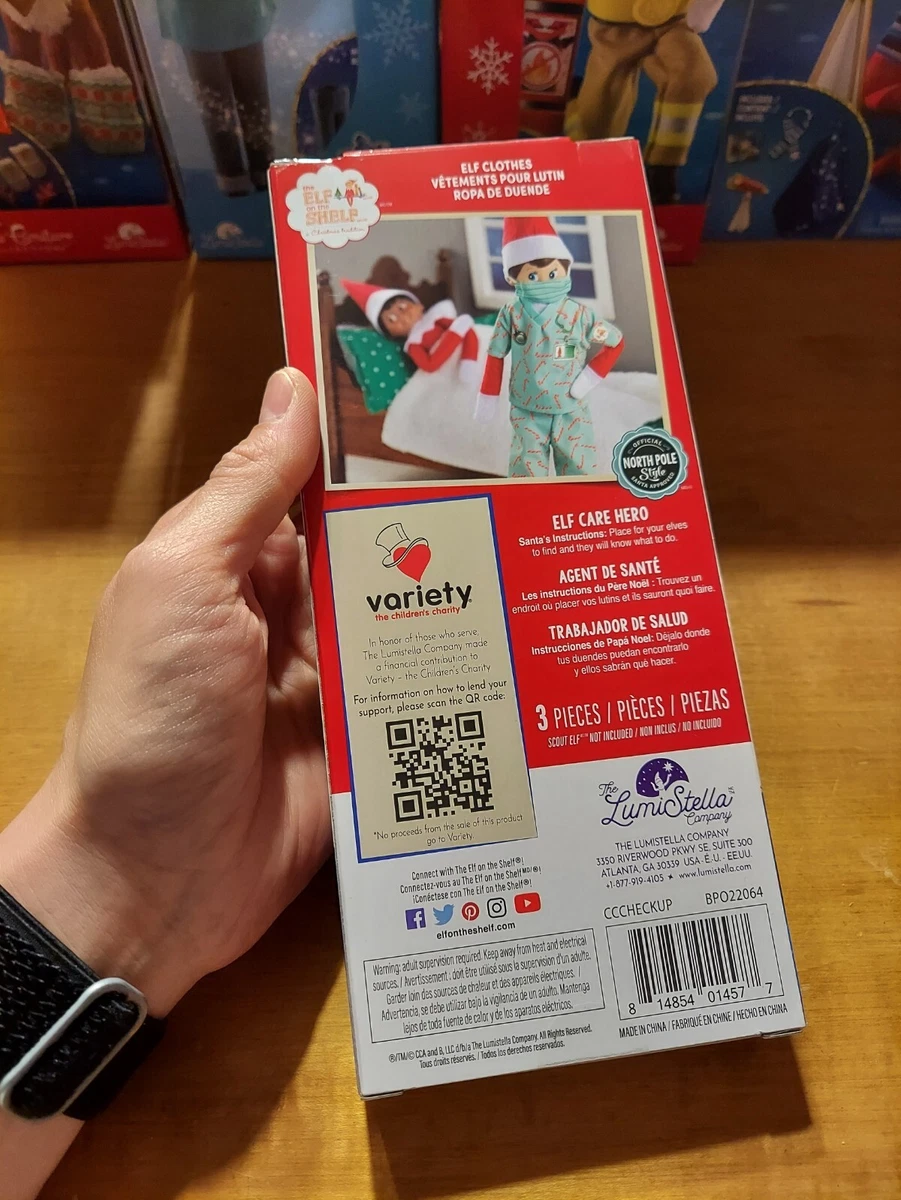 the
ELF
on the
SHELF
a Christmas tradition
ELF CLOTHES
VÊTEMENTS POUR LUTIN
ROPA DE DUENDE
OFFICIAL
NORTH POLE
Style
SANTA APPROVED
variety
the children's charity
In honor of those who serve,
The Lumistella Company made
a financial contribution to
Variety – the Children's Charity
For information on how to lend your
support, please scan the QR code:
*No proceeds from the sale of this product
go to Variety.
ELF CARE HERO
Santa's Instructions: Place for your elves
to find and they will know what to do.
AGENT DE SANTÉ
Les instructions du Père Noël : Trouvez un
endroit où placer vos lutins et ils sauront quoi faire.
TRABAJADOR DE SALUD
Instrucciones de Papá Noel: Déjalo donde
tus duendes puedan encontrarlo
y ellos sabrán qué hacer.
3 PIECES / PIÈCES / PIEZAS
SCOUT ELF NOT INCLUDED / NON INCLUS / NO INCLUIDO
The
LumiStella
Company
THE LUMISTELLA COMPANY
3350 RIVERWOOD PKWY SE, SUITE 300
ATLANTA, GA 30339 USA · É.-U. · EE.UU.
+1-877-919-4105 ★ www.lumistella.com
Connect with The Elf on the Shelf®!
Connectez-vous au The Elf on the Shelf MD/®!
¡Conéctese con The Elf on the Shelf®!
elfontheshelf.com
CCCHECKUP BPO22064
Warning: adult supervision required. Keep away from heat and electrical
sources. / Avertissement : doit être utilisé sous la supervision d'un adulte.
Garder loin des sources de chaleur et des appareils électriques. /
Advertencia, se debe utilizar bajo la vigilancia de un adulto. Mantenga
lejos de toda fuente de calor y de los aparatos eléctricos.
8 14854 01457 7
MADE IN CHINA / FABRIQUÉ EN CHINE / HECHO EN CHINA
®/TM/© CCA and B, LLC d/b/a The Lumistella Company. All Rights Reserved.
Tous droits réservés. / Todos los derechos reservados.